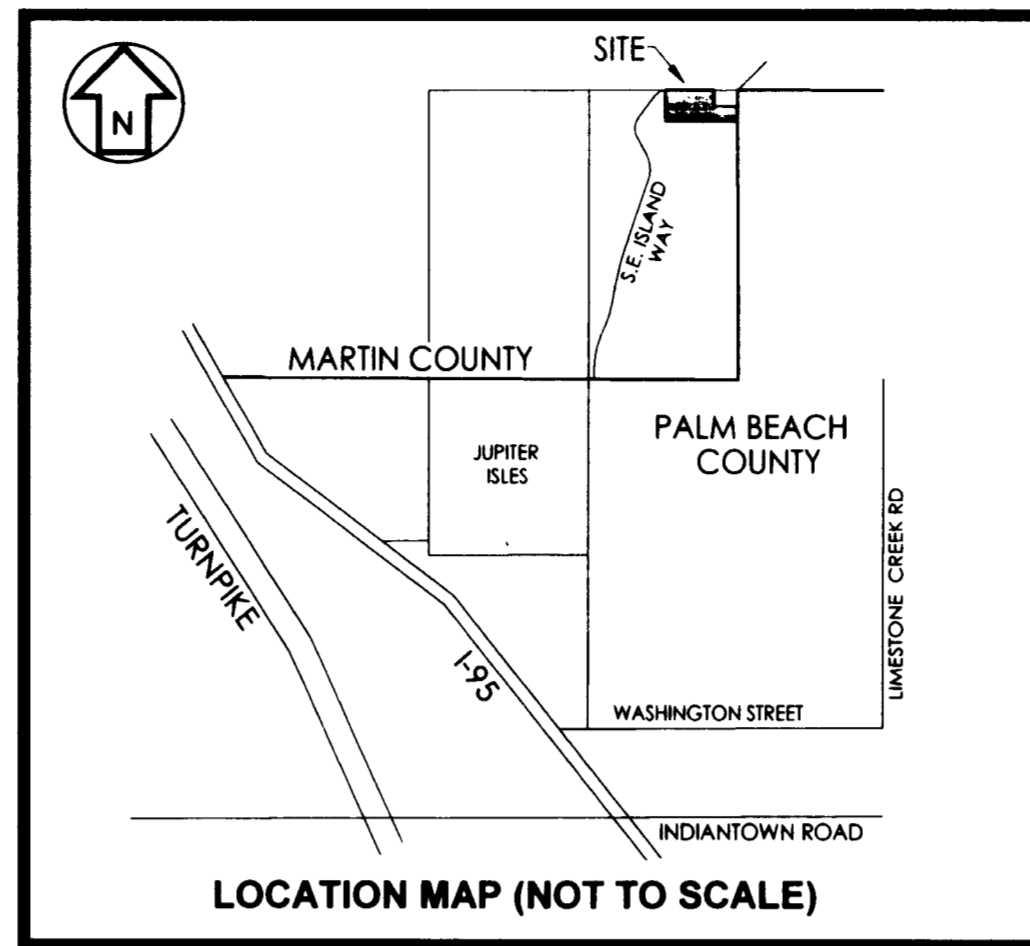 SITE
N
S.E. ISLAND
WAY
MARTIN COUNTY
PALM BEACH
COUNTY
JUPITER
ISLES
TURNPIKE
I-95
LIMESTONE CREEK RD
WASHINGTON STREET
INDIANTOWN ROAD
LOCATION MAP (NOT TO SCALE)